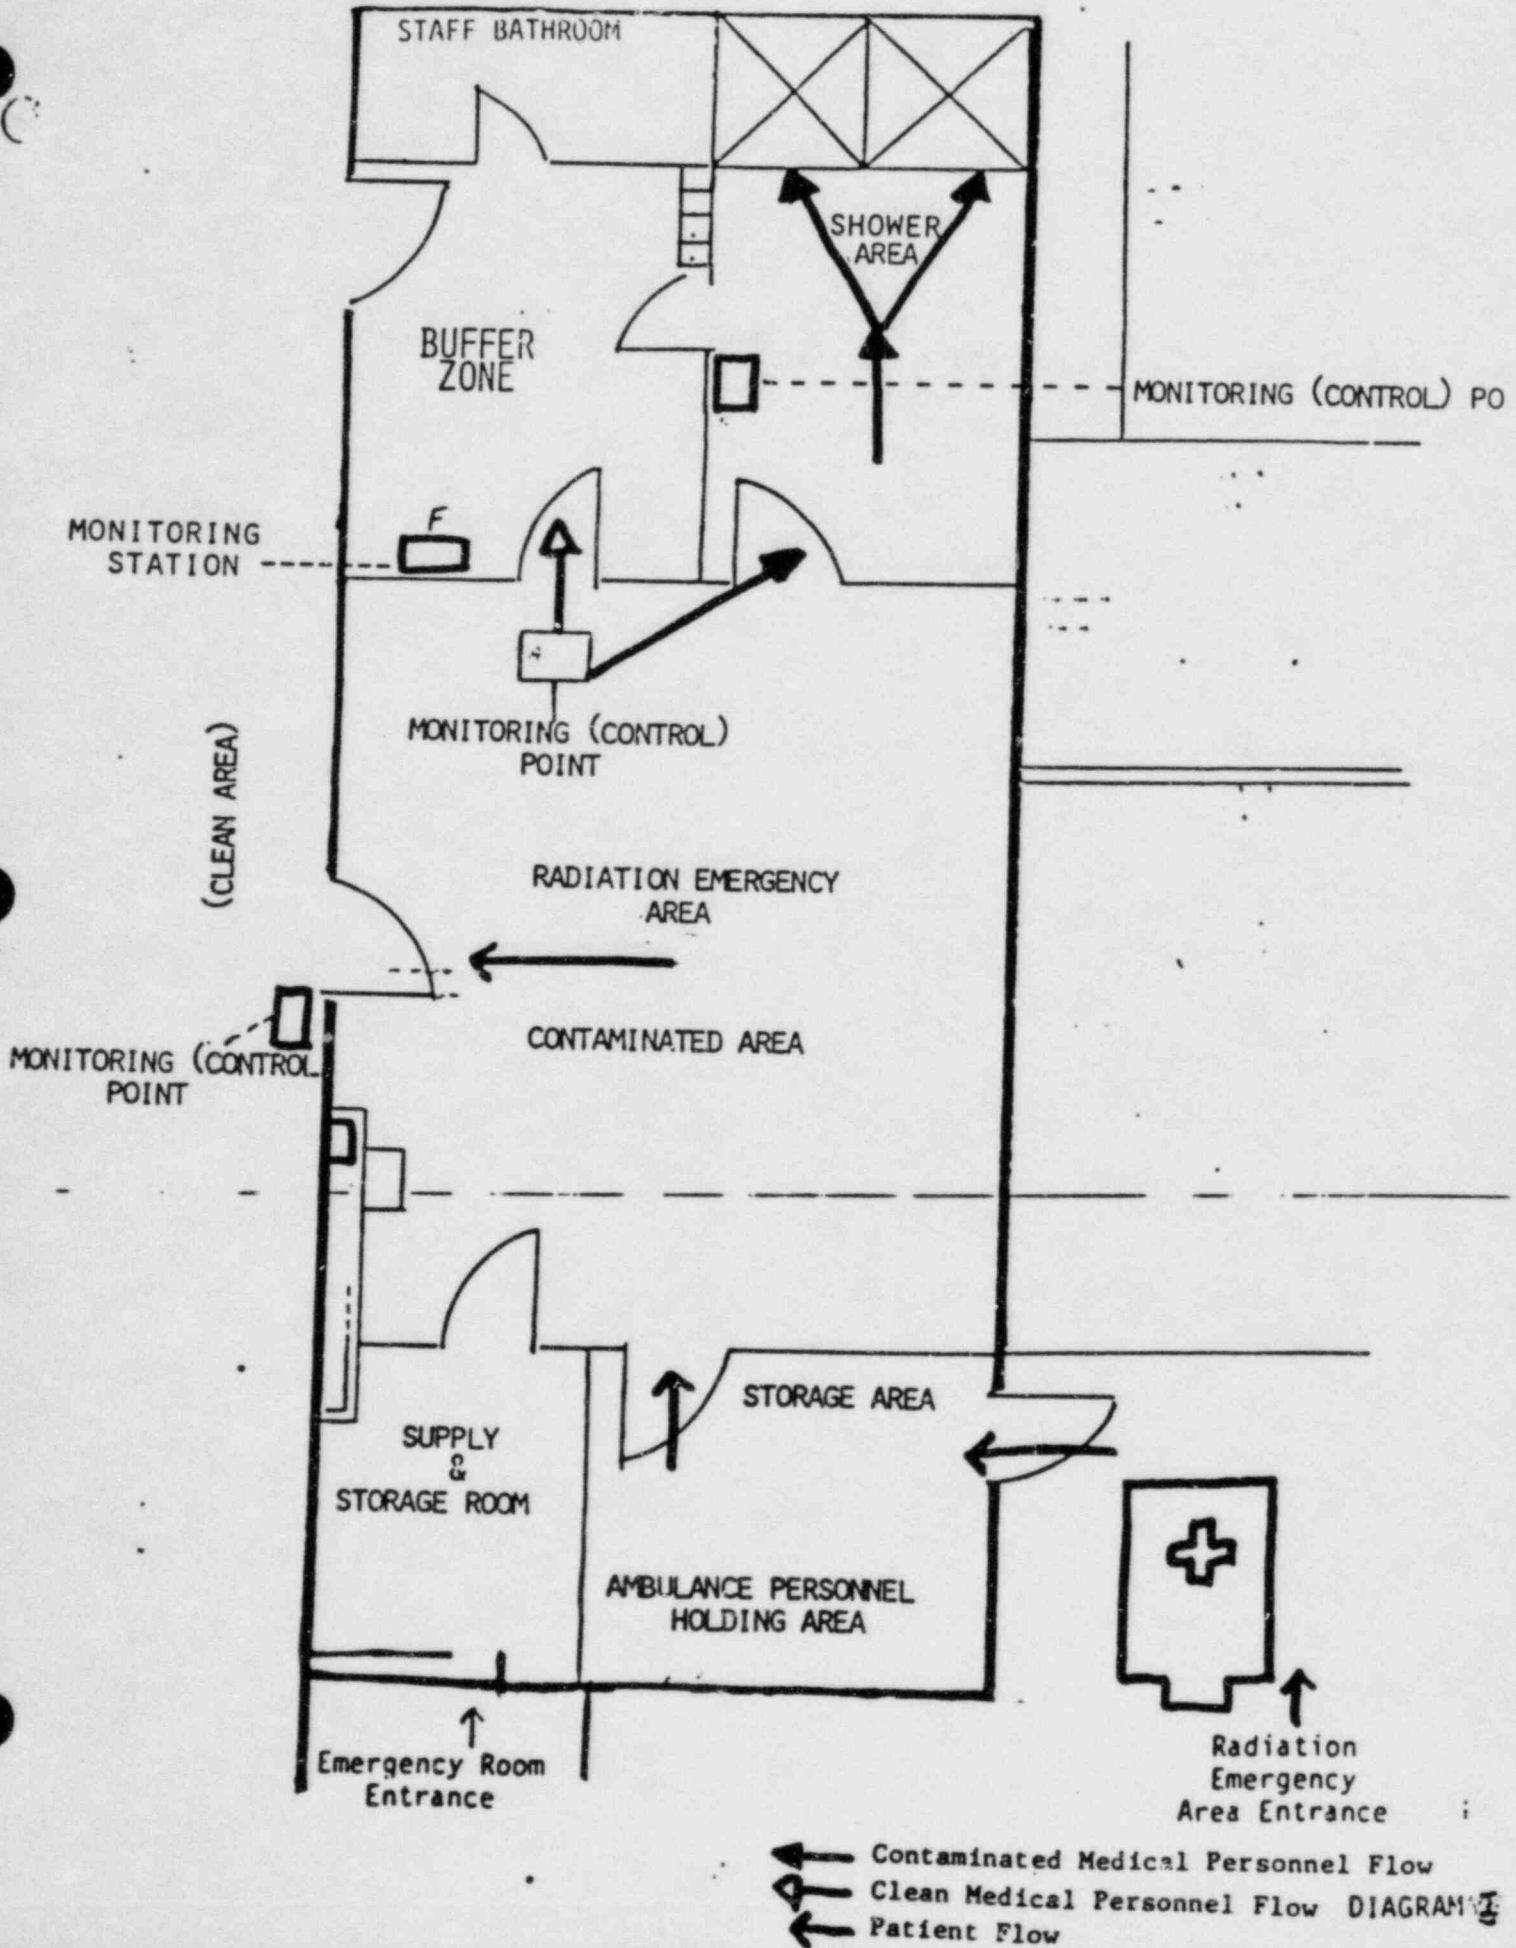 STAFF BATHROOM
SHOWER
AREA
BUFFER
ZONE
MONITORING (CONTROL) PO
F
MONITORING
STATION
MONITORING (CONTROL)
POINT
(CLEAN AREA)
RADIATION EMERGENCY
AREA
CONTAMINATED AREA
MONITORING (CONTROL
POINT
STORAGE AREA
SUPPLY
&
STORAGE ROOM
AMBULANCE PERSONNEL
HOLDING AREA
Emergency Room
Entrance
Radiation
Emergency
Area Entrance
Contaminated Medical Personnel Flow
Clean Medical Personnel Flow DIAGRAM
Patient Flow